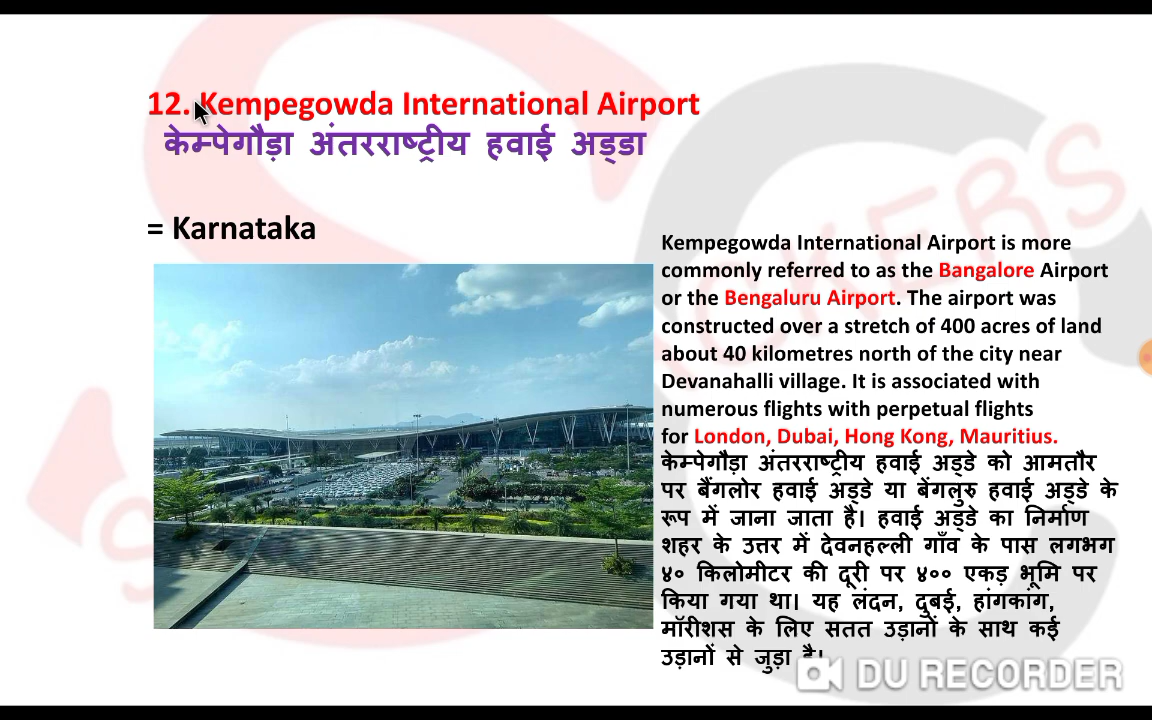 12. Kempegowda International Airport
केम्पेगौड़ा अंतरराष्ट्रीय हवाई अड्डा
= Karnataka
Kempegowda International Airport is more
commonly referred to as the Bangalore Airport
or the Bengaluru Airport. The airport was
constructed over a stretch of 400 acres of land
about 40 kilometres north of the city near
Devanahalli village. It is associated with
numerous flights with perpetual flights
for London, Dubai, Hong Kong, Mauritius.
केम्पेगौड़ा अंतरराष्ट्रीय हवाई अड्डे को आमतौर
पर बैंगलोर हवाई अड्डे या बेंगलुरु हवाई अड्डे के
रूप में जाना जाता है। हवाई अड्डे का निर्माण
शहर के उत्तर में देवनहल्ली गाँव के पास लगभग
४० किलोमीटर की दूरी पर ४०० एकड़ भूमि पर
किया गया था। यह लंदन, दुबई, हांगकांग,
मॉरीशस के लिए सतत उड़ानों के साथ कई
उड़ानों से जुड़ा है।
DU RECORDER